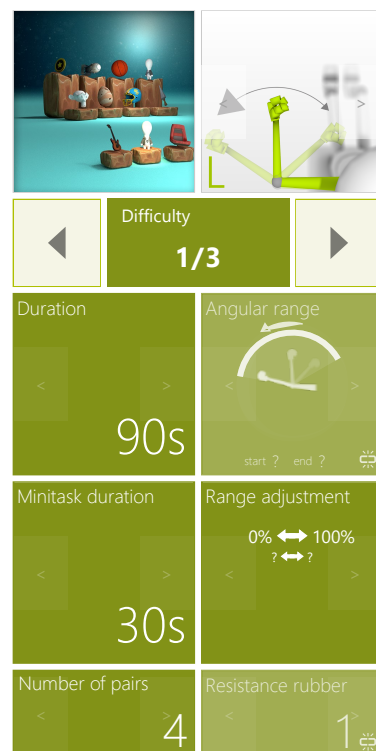 L
Difficulty
1/3
Duration
90s
Angular range
start ? end ?
Minitask duration
30s
Range adjustment
0% 100%
? ?
Number of pairs
4
Resistance rubber
1